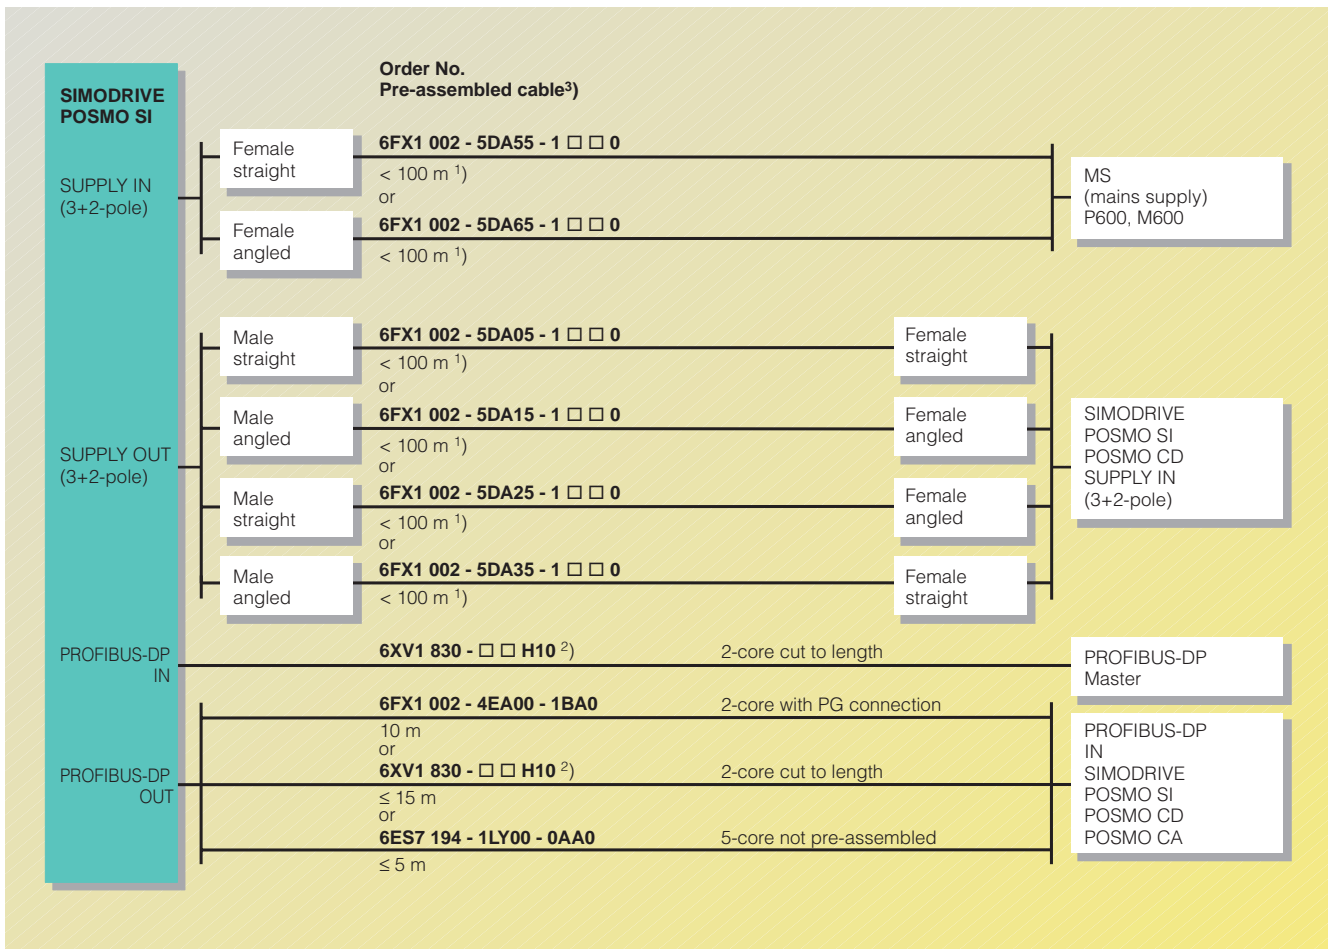 Order No.
Pre-assembled cable³)
SIMODRIVE
POSMO SI
SUPPLY IN
(3+2-pole)
Female
straight
6FX1 002 - 5DA55 - 1 □ □ 0
< 100 m ¹)
or
Female
angled
6FX1 002 - 5DA65 - 1 □ □ 0
< 100 m ¹)
MS
(mains supply)
P600, M600
SUPPLY OUT
(3+2-pole)
Male
straight
6FX1 002 - 5DA05 - 1 □ □ 0
< 100 m ¹)
or
Female
straight
Male
angled
6FX1 002 - 5DA15 - 1 □ □ 0
< 100 m ¹)
or
Female
angled
Male
straight
6FX1 002 - 5DA25 - 1 □ □ 0
< 100 m ¹)
or
Female
angled
Male
angled
6FX1 002 - 5DA35 - 1 □ □ 0
< 100 m ¹)
Female
straight
SIMODRIVE
POSMO SI
POSMO CD
SUPPLY IN
(3+2-pole)
PROFIBUS-DP
IN
6XV1 830 - □ □ H10 ²)
2-core cut to length
PROFIBUS-DP
Master
PROFIBUS-DP
OUT
6FX1 002 - 4EA00 - 1BA0
2-core with PG connection
10 m
or
6XV1 830 - □ □ H10 ²)
2-core cut to length
≤ 15 m
or
6ES7 194 - 1LY00 - 0AA0
5-core not pre-assembled
≤ 5 m
PROFIBUS-DP
IN
SIMODRIVE
POSMO SI
POSMO CD
POSMO CA